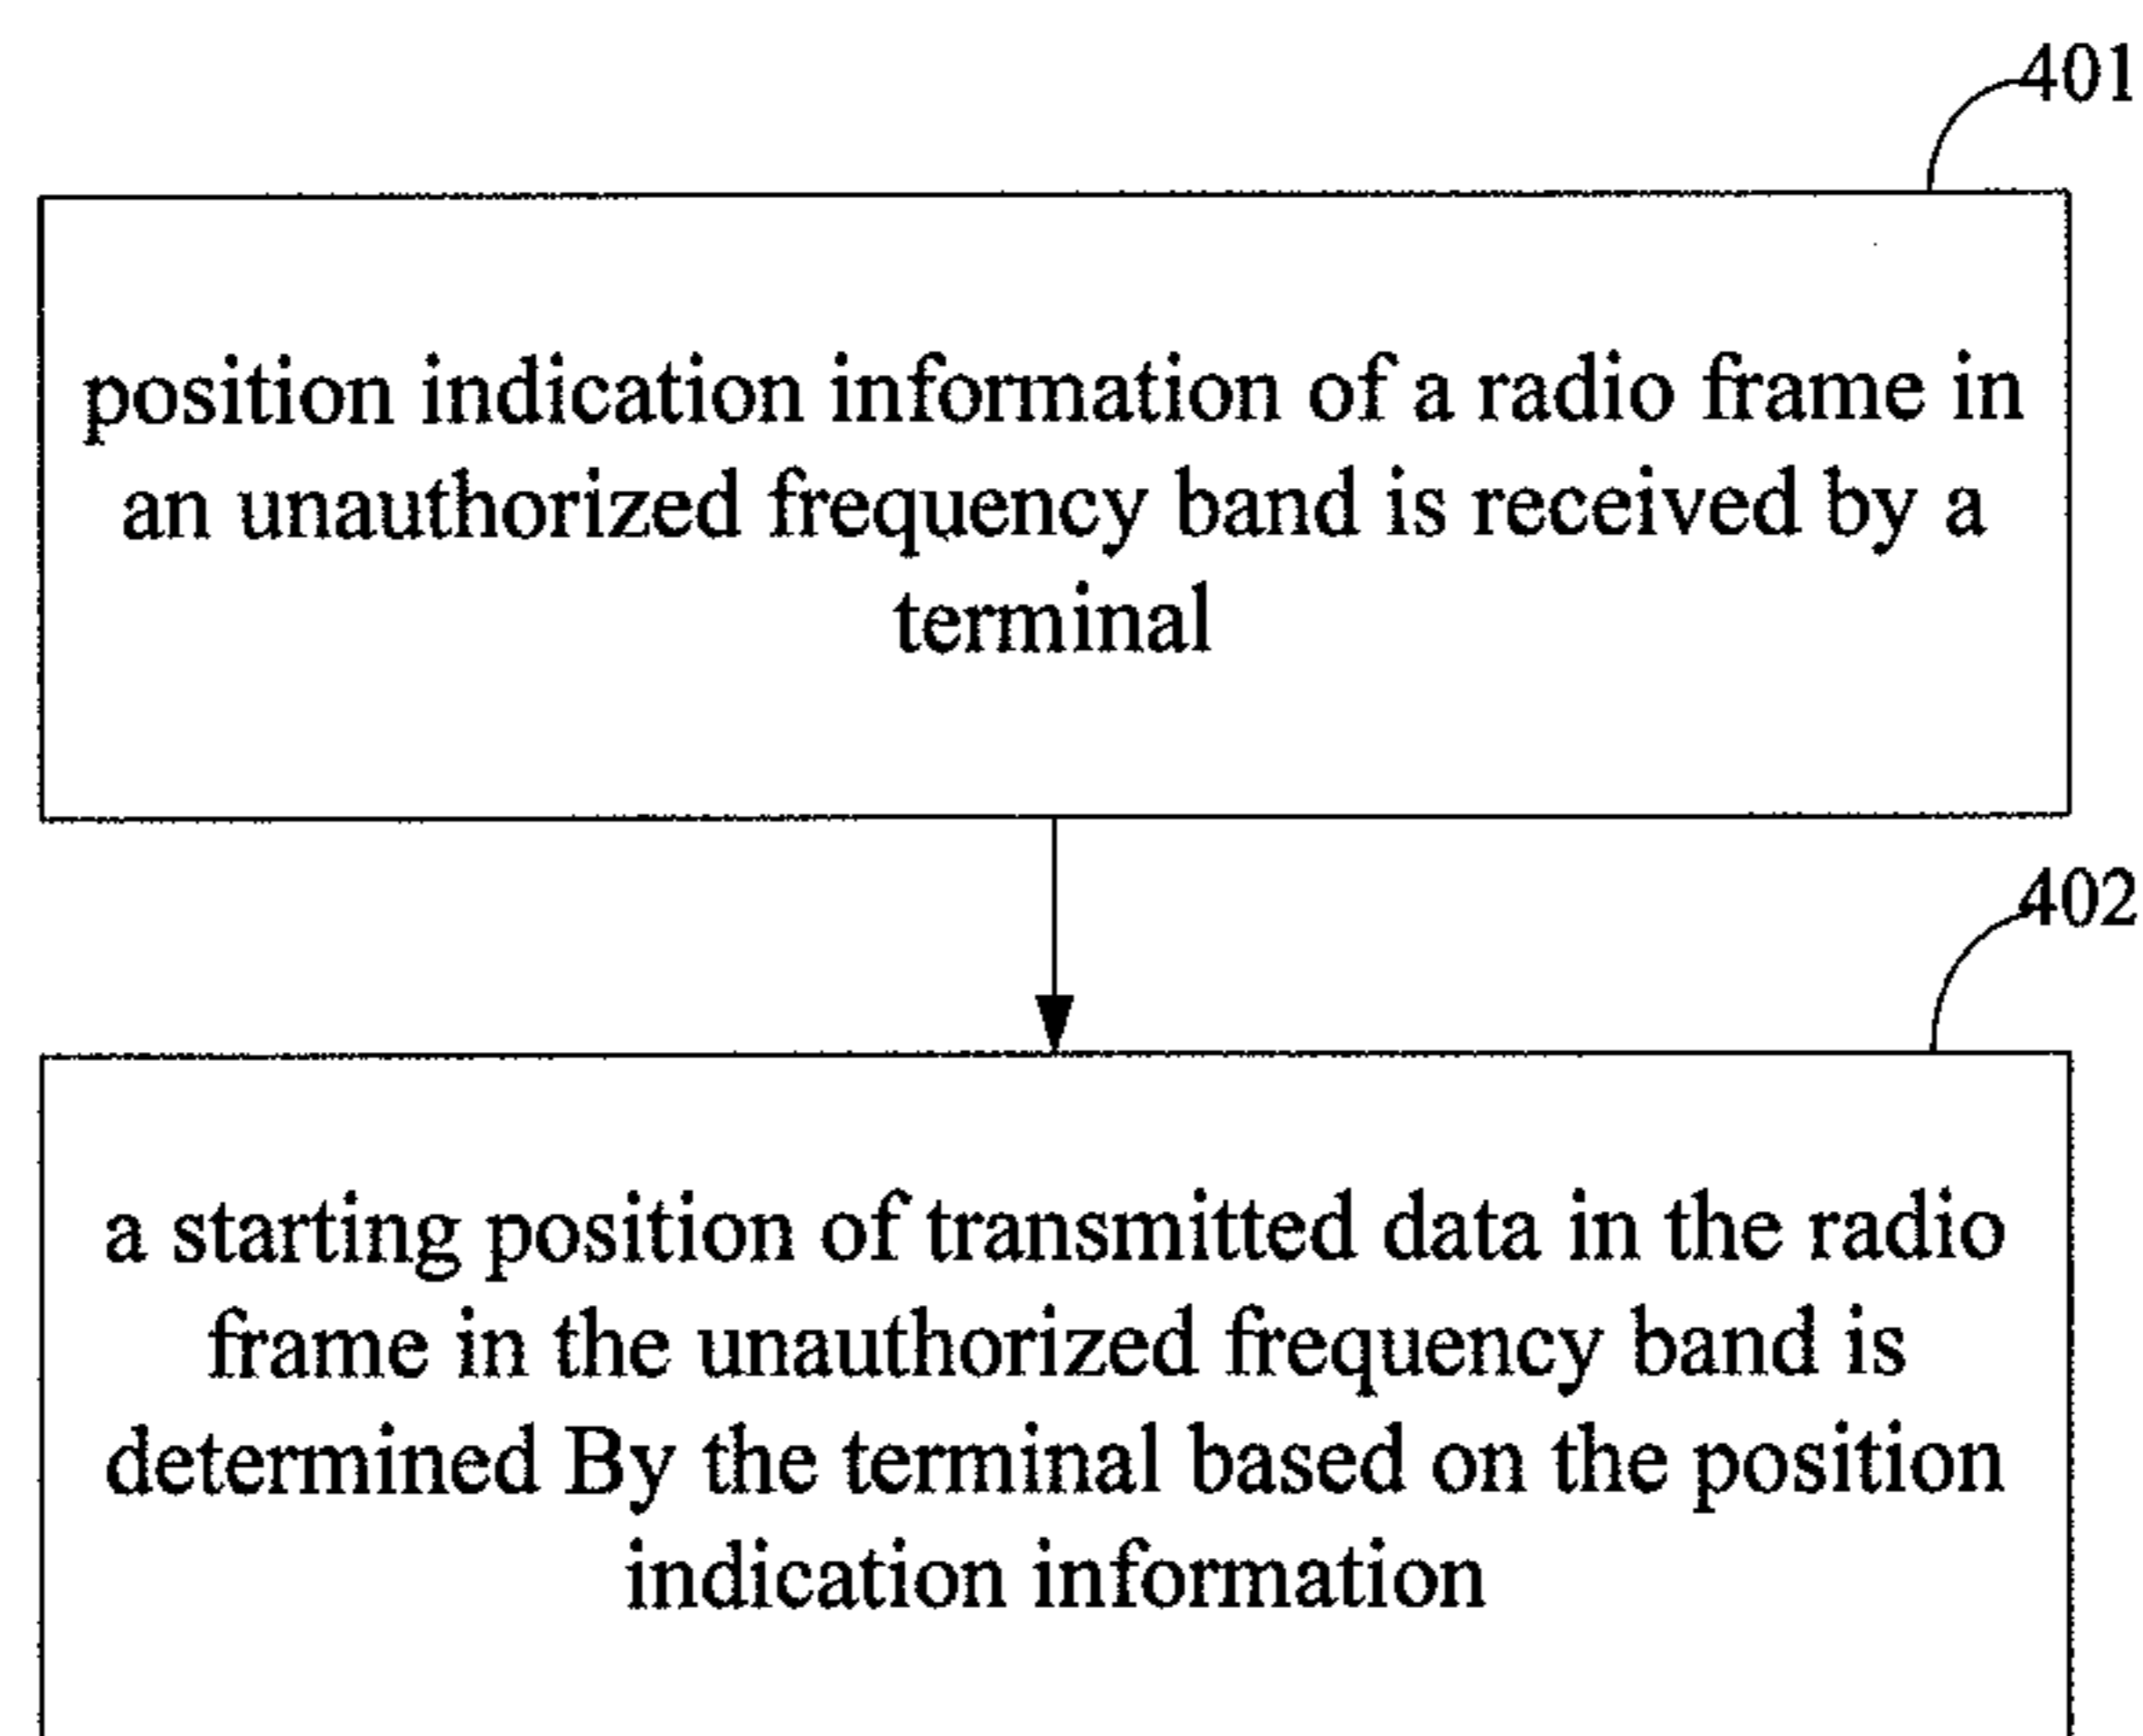 401
position indication information of a radio frame in
an unauthorized frequency band is received by a
terminal
402
a starting position of transmitted data in the radio
frame in the unauthorized frequency band is
determined By the terminal based on the position
indication information